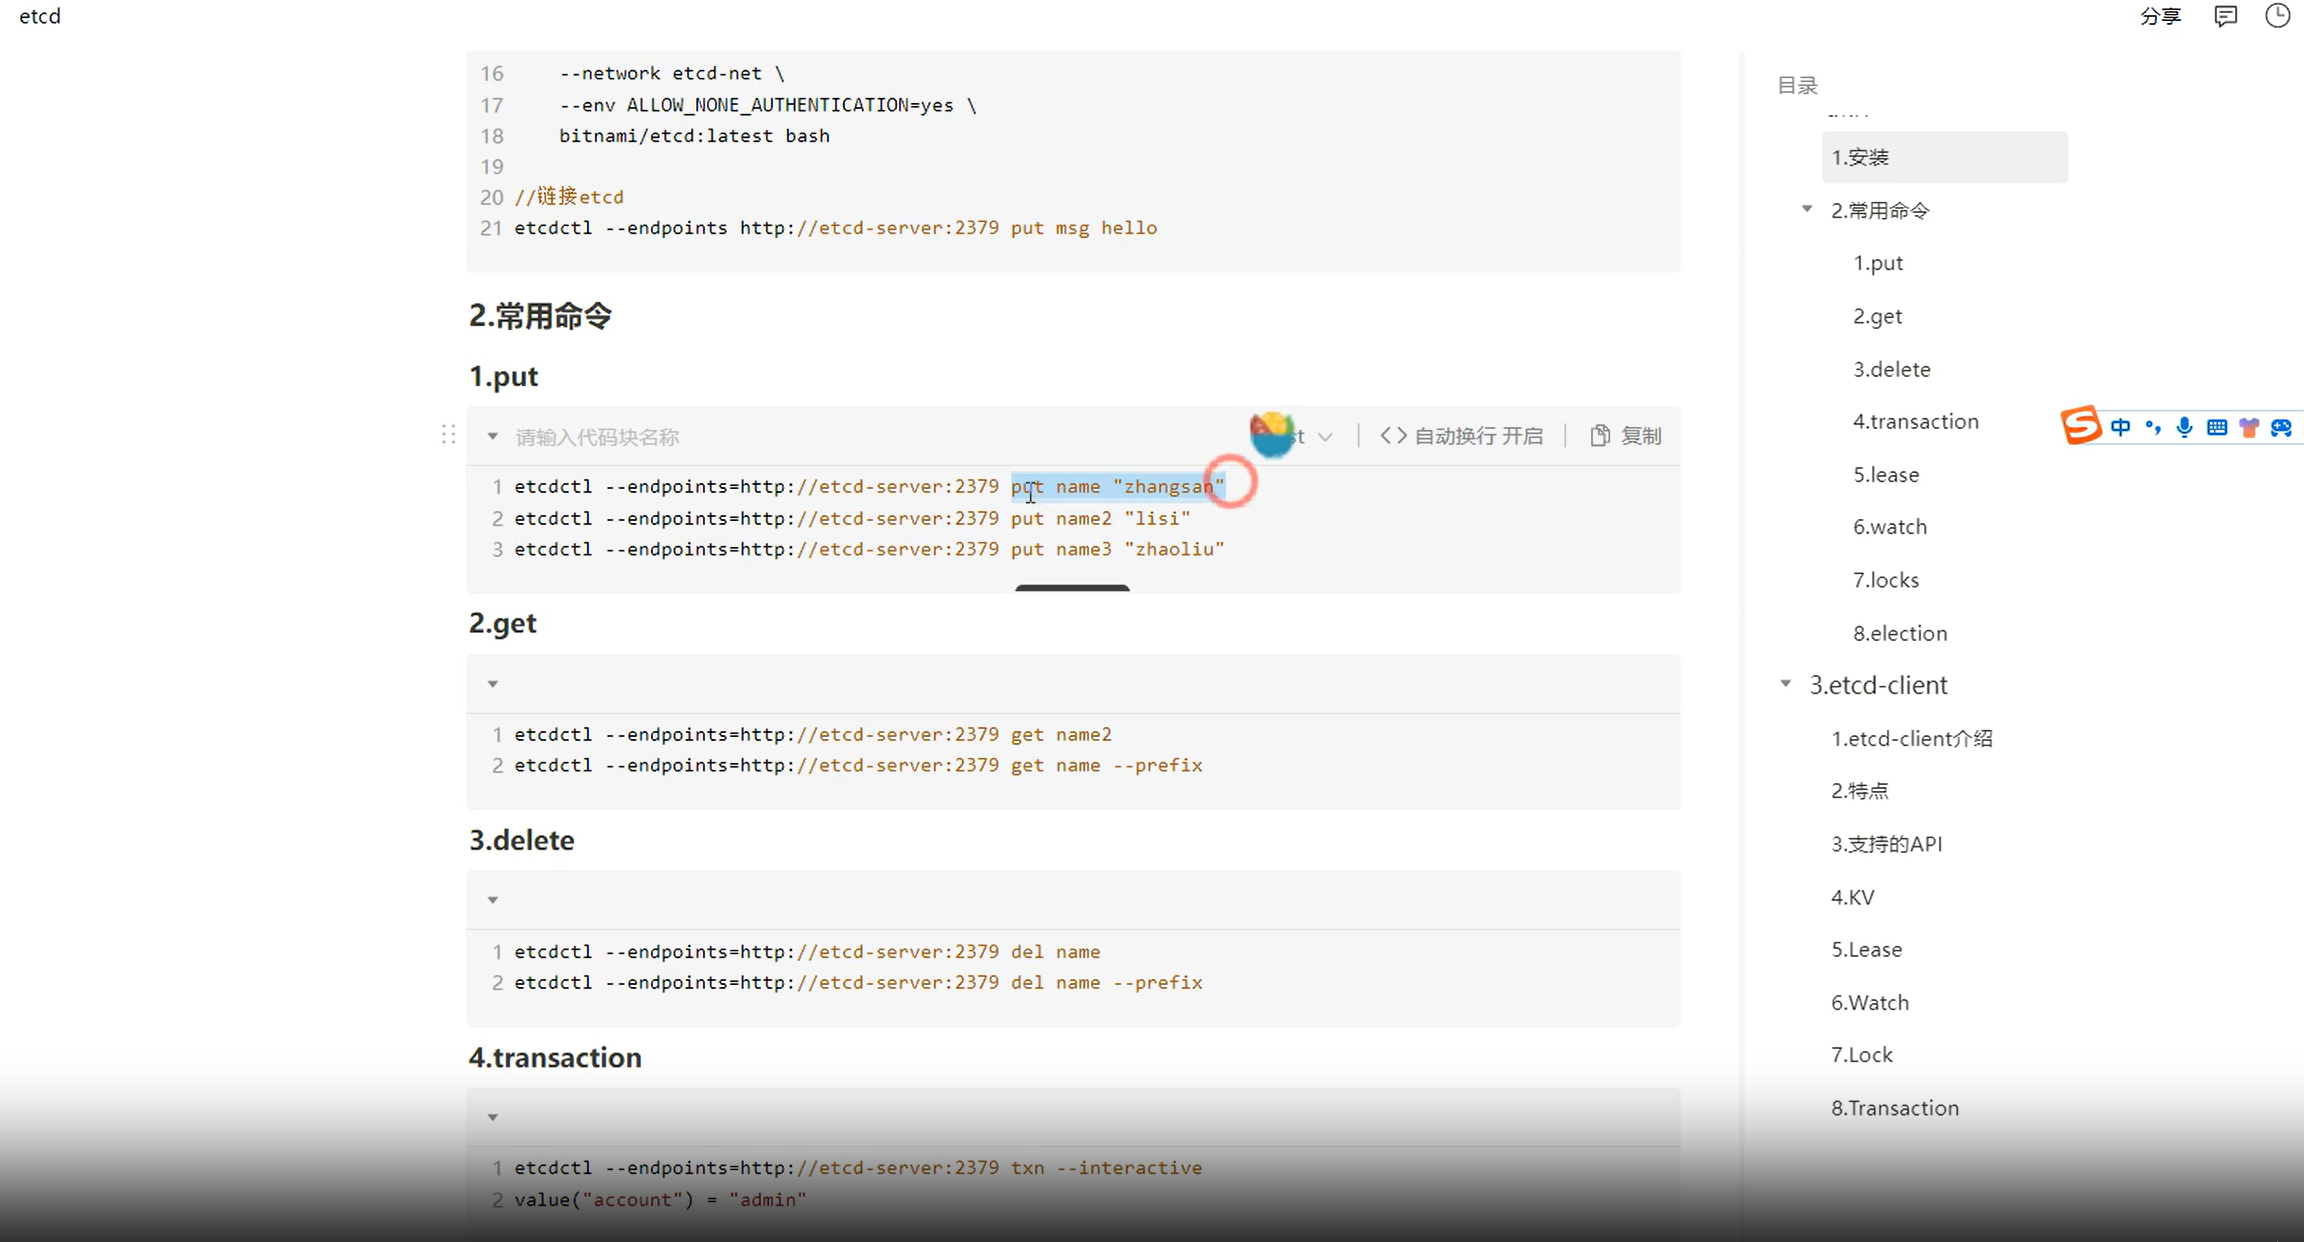 etcd
分享
16 --network etcd-net \
17 --env ALLOW_NONE_AUTHENTICATION=yes \
18 bitnami/etcd:latest bash
19
20 //链接etcd
21 etcdctl --endpoints http://etcd-server:2379 put msg hello
2.常用命令
1.put
请输入代码块名称
自动换行 开启
复制
1 etcdctl --endpoints=http://etcd-server:2379 put name "zhangsan"
2 etcdctl --endpoints=http://etcd-server:2379 put name2 "lisi"
3 etcdctl --endpoints=http://etcd-server:2379 put name3 "zhaoliu"
2.get
1 etcdctl --endpoints=http://etcd-server:2379 get name2
2 etcdctl --endpoints=http://etcd-server:2379 get name --prefix
3.delete
1 etcdctl --endpoints=http://etcd-server:2379 del name
2 etcdctl --endpoints=http://etcd-server:2379 del name --prefix
4.transaction
1 etcdctl --endpoints=http://etcd-server:2379 txn --interactive
2 value("account") = "admin"
目录
1.安装
2.常用命令
1.put
2.get
3.delete
4.transaction
5.lease
6.watch
7.locks
8.election
3.etcd-client
1.etcd-client介绍
2.特点
3.支持的API
4.KV
5.Lease
6.Watch
7.Lock
8.Transaction
中